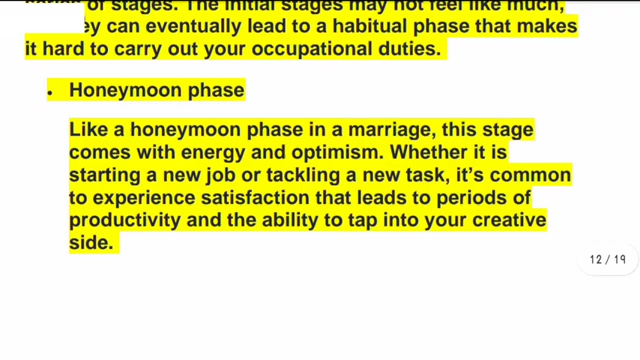 of stages. The initial stages may not feel like much,
ey can eventually lead to a habitual phase that makes
it hard to carry out your occupational duties.
• Honeymoon phase
Like a honeymoon phase in a marriage, this stage
comes with energy and optimism. Whether it is
starting a new job or tackling a new task, it's common
to experience satisfaction that leads to periods of
productivity and the ability to tap into your creative
side.
12 / 19